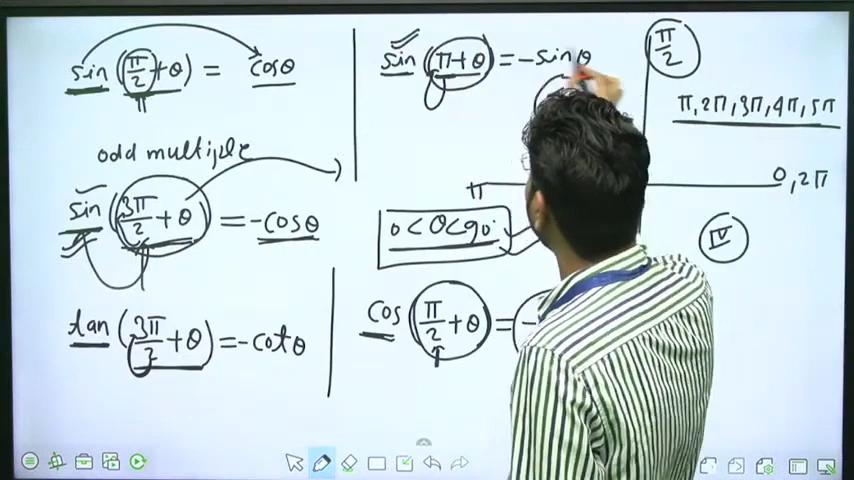 sin (π/2 + θ) = cosθ
odd multiple
sin (3π/2 + θ) = -cosθ
tan (3π/2 + θ) = -cotθ
sin (π + θ) = -sinθ
π/2
π, 2π, 3π, 4π, 5π
π
0, 2π
0 < θ < 90°
IV
cos (π/2 + θ) = -